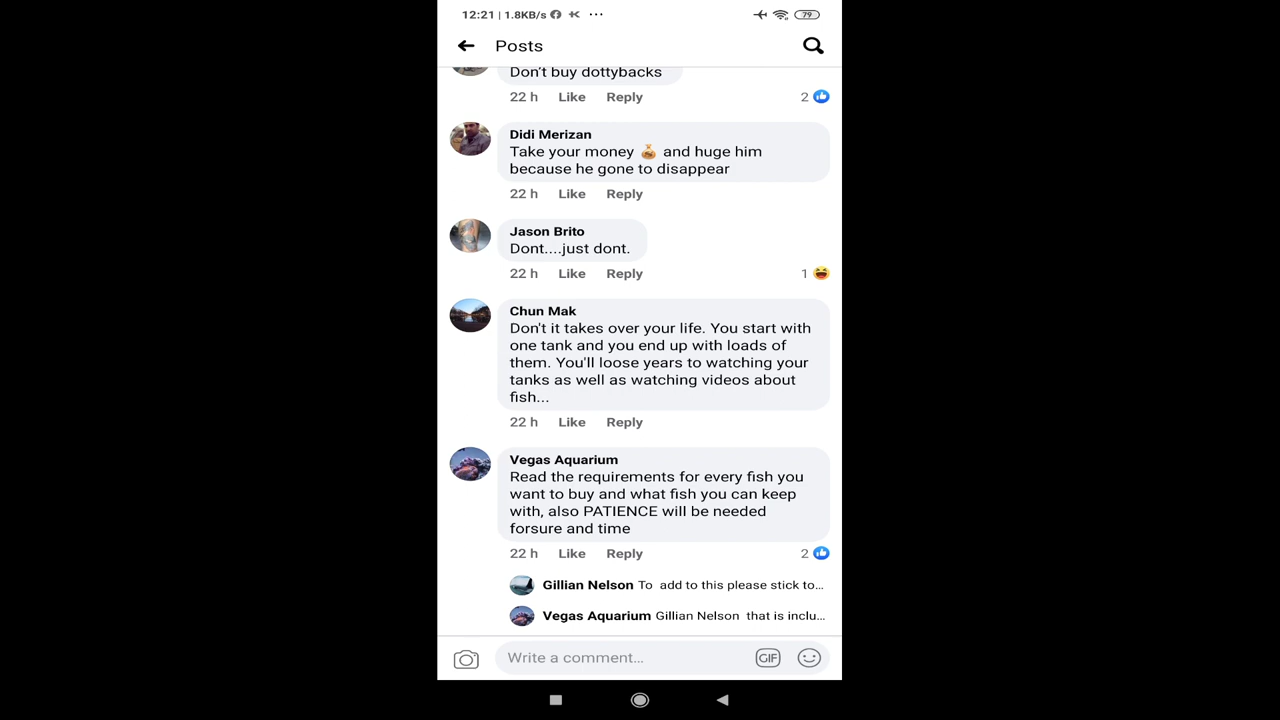 12:21 | 1.8KB/s ...
79
Posts
Don't buy dottybacks
22 h Like Reply 2
Didi Merizan
Take your money 💰 and huge him
because he gone to disappear
22 h Like Reply
Jason Brito
Dont....just dont.
22 h Like Reply 1 😆
Chun Mak
Don't it takes over your life. You start with
one tank and you end up with loads of
them. You'll loose years to watching your
tanks as well as watching videos about
fish...
22 h Like Reply
Vegas Aquarium
Read the requirements for every fish you
want to buy and what fish you can keep
with, also PATIENCE will be needed
forsure and time
22 h Like Reply 2
Gillian Nelson To add to this please stick to...
Vegas Aquarium Gillian Nelson that is inclu...
Write a comment...
GIF